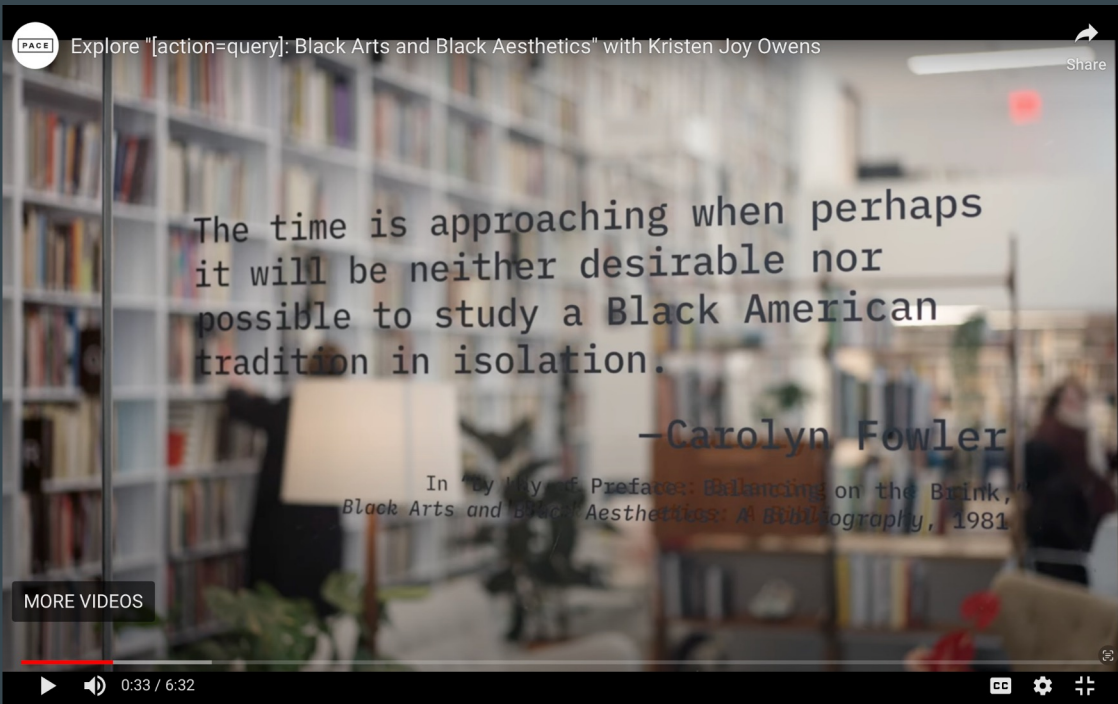 PACE
Explore "[action=query]: Black Arts and Black Aesthetics" with Kristen Joy Owens
Share
The time is approaching when perhaps
it will be neither desirable nor
possible to study a Black American
tradition in isolation.
—Carolyn Fowler
In "By Way of Preface: Balancing on the Brink,"
Black Arts and Black Aesthetics: A Bibliography, 1981
MORE VIDEOS
0:33 / 6:32
CC